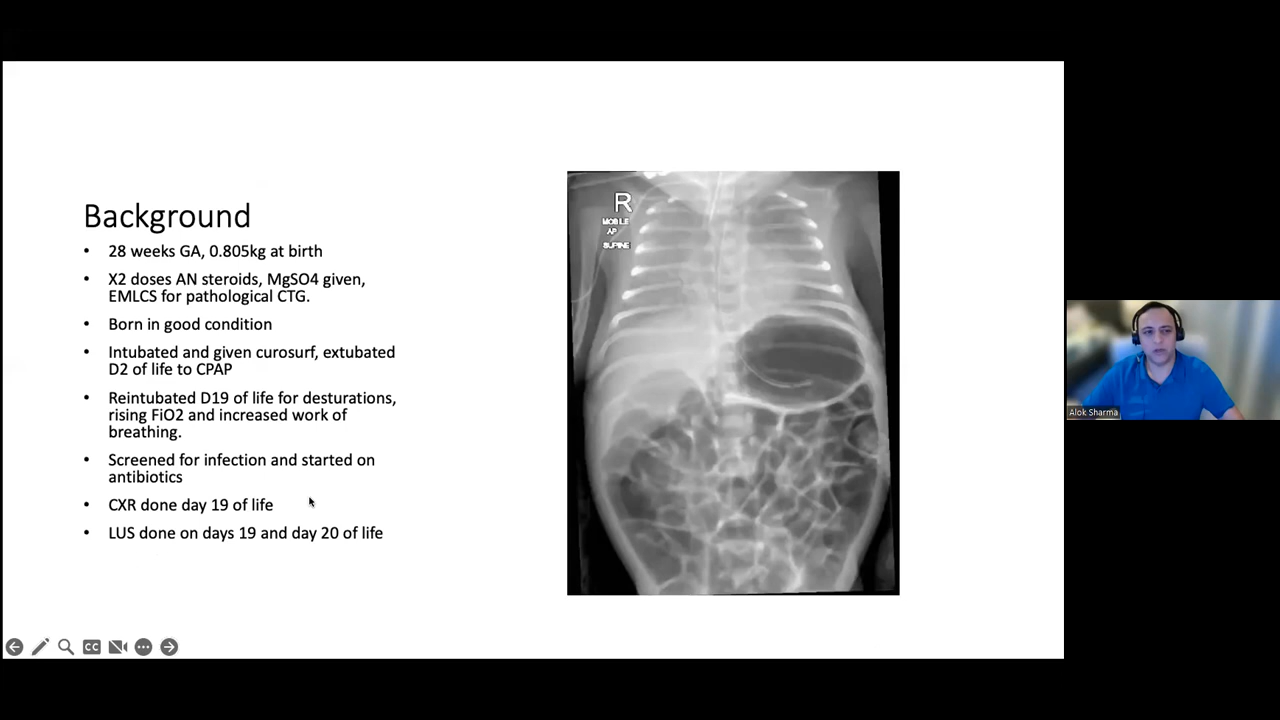 Background
• 28 weeks GA, 0.805kg at birth
• X2 doses AN steroids, MgSO4 given,
EMLCS for pathological CTG.
• Born in good condition
• Intubated and given curosurf, extubated
D2 of life to CPAP
• Reintubated D19 of life for desturations,
rising FiO2 and increased work of
breathing.
• Screened for infection and started on
antibiotics
• CXR done day 19 of life
• LUS done on days 19 and day 20 of life
R
MOBILE
AP
SUPINE
Alok Sharma
CC